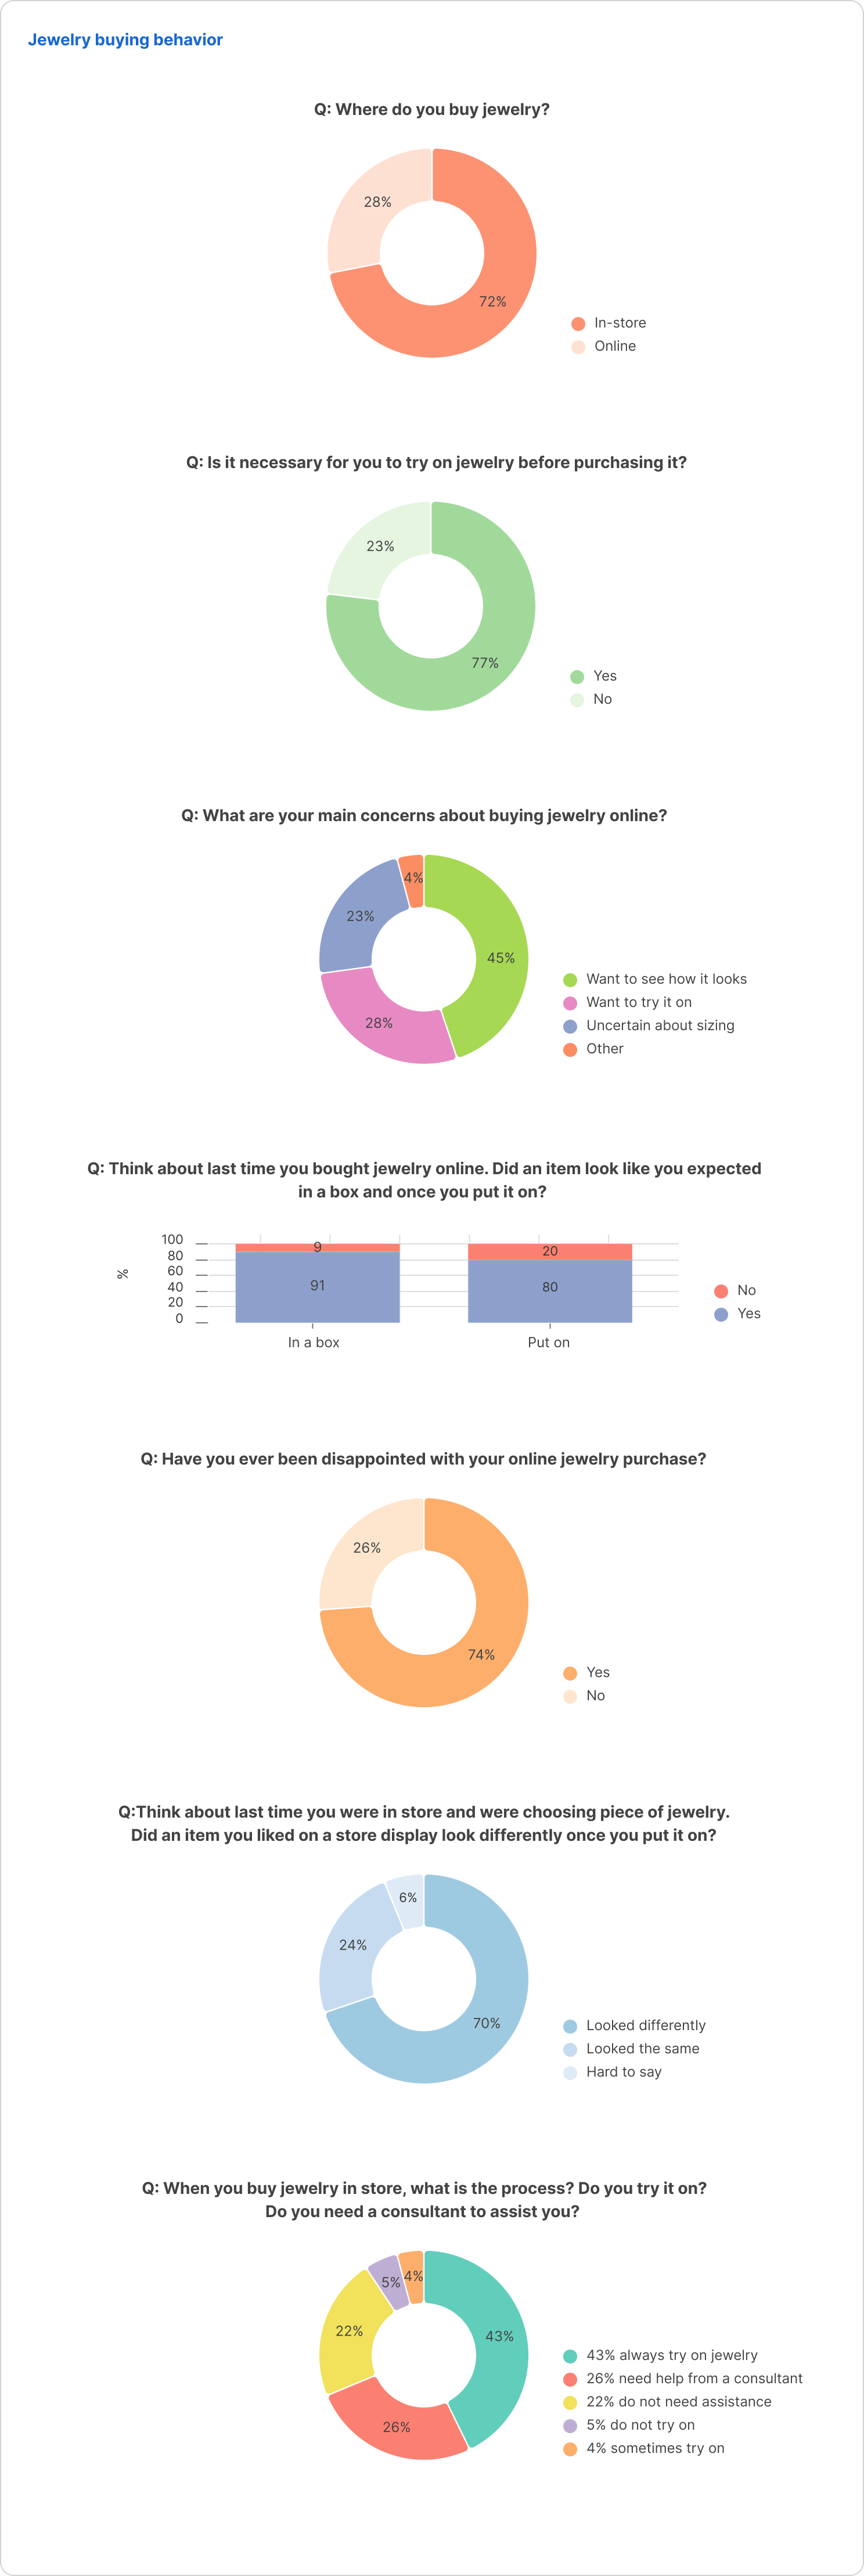 Jewelry buying behavior
Q: Where do you buy jewelry?
28%
72%
In-store
Online
Q: Is it necessary for you to try on jewelry before purchasing it?
23%
77%
Yes
No
Q: What are your main concerns about buying jewelry online?
4%
23%
45%
28%
Want to see how it looks
Want to try it on
Uncertain about sizing
Other
Q: Think about last time you bought jewelry online. Did an item look like you expected
in a box and once you put it on?
100
80
60
40
20
0
%
9
20
91
80
In a box
Put on
No
Yes
Q: Have you ever been disappointed with your online jewelry purchase?
26%
74%
Yes
No
Q:Think about last time you were in store and were choosing piece of jewelry.
Did an item you liked on a store display look differently once you put it on?
6%
24%
70%
Looked differently
Looked the same
Hard to say
Q: When you buy jewelry in store, what is the process? Do you try it on?
Do you need a consultant to assist you?
5%
4%
22%
43%
26%
43% always try on jewelry
26% need help from a consultant
22% do not need assistance
5% do not try on
4% sometimes try on